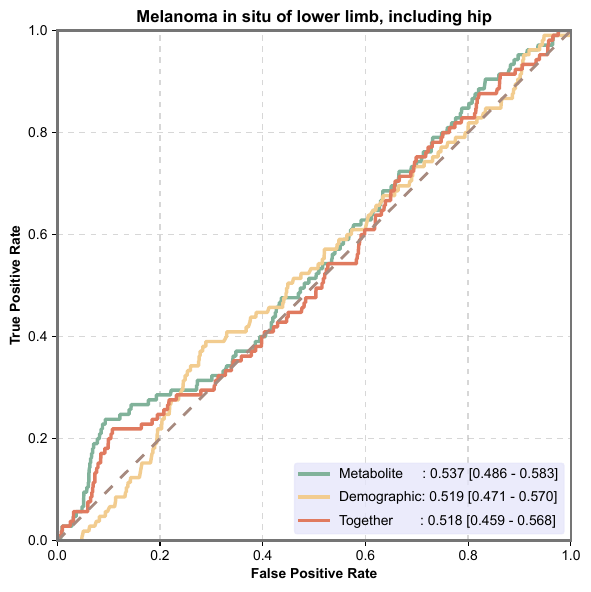 Melanoma in situ of lower limb, including hip
1.0
0.8
0.6
0.4
0.2
0.0
True Positive Rate
Metabolite : 0.537 [0.486 - 0.583]
Demographic: 0.519 [0.471 - 0.570]
Together : 0.518 [0.459 - 0.568]
0.0 0.2 0.4 0.6 0.8 1.0
False Positive Rate